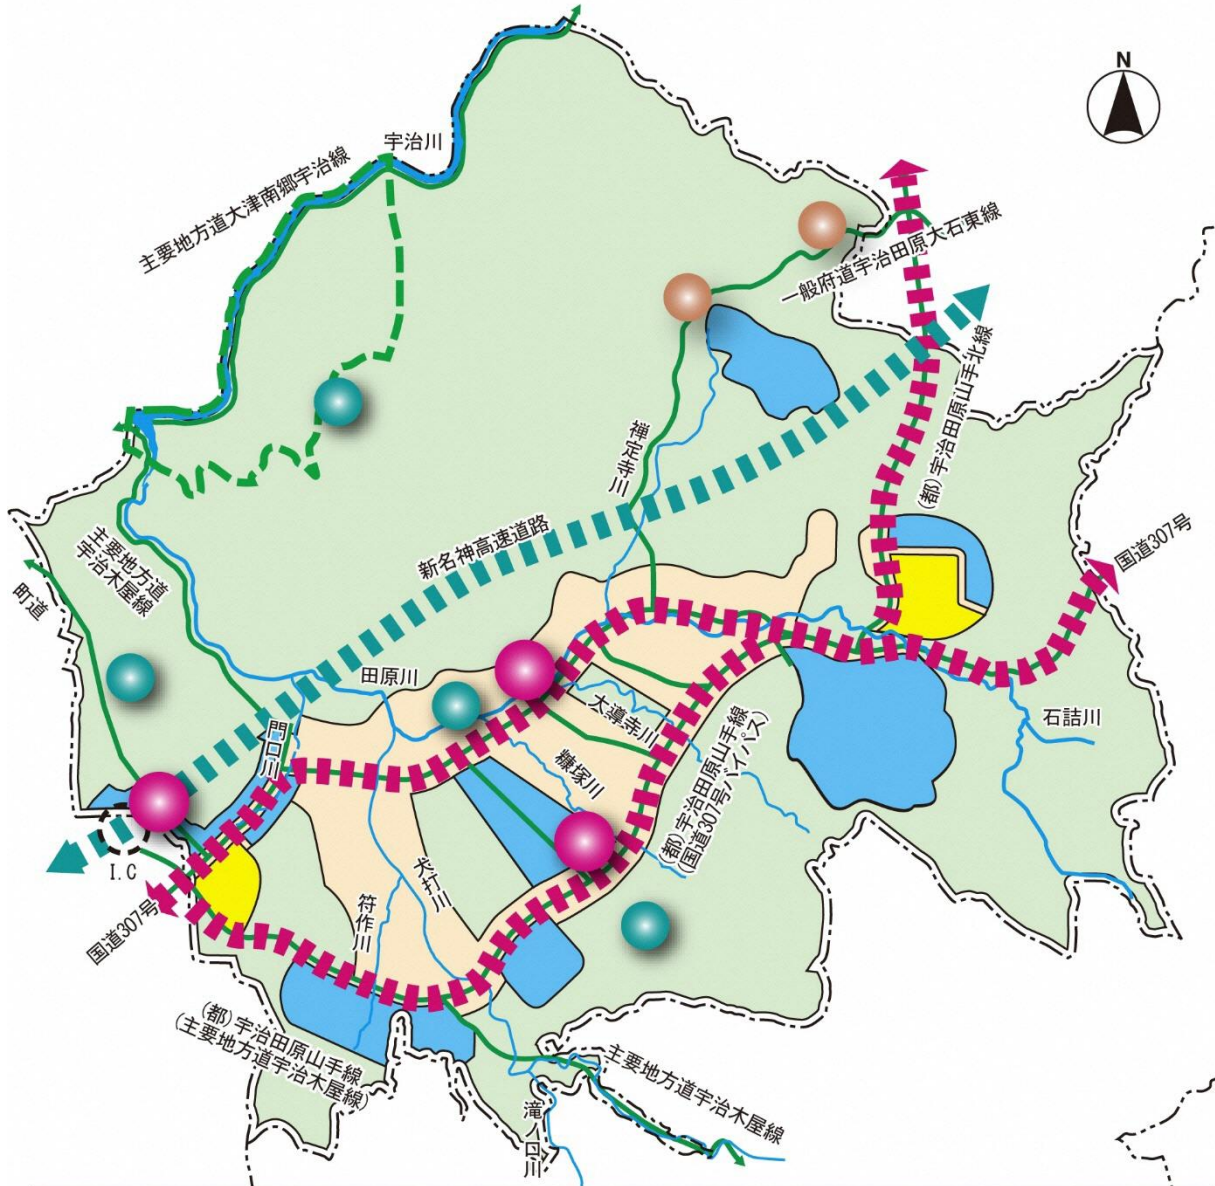 N
宇治川
主要地方道大津南郷宇治線
一般府道宇治田原大石東線
(都)宇治田原山手北線
禅定寺川
新名神高速道路
国道307号
主要地方道
宇治木屋線
町道
田原川
門口川
大導寺川
糠塚川
石詰川
(都)宇治田原山手線
(国道307号バイパス)
I.C
犬打川
符作川
国道307号
(都)宇治田原山手線
(主要地方道宇治木屋線)
主要地方道宇治木屋線
滝ノ口川